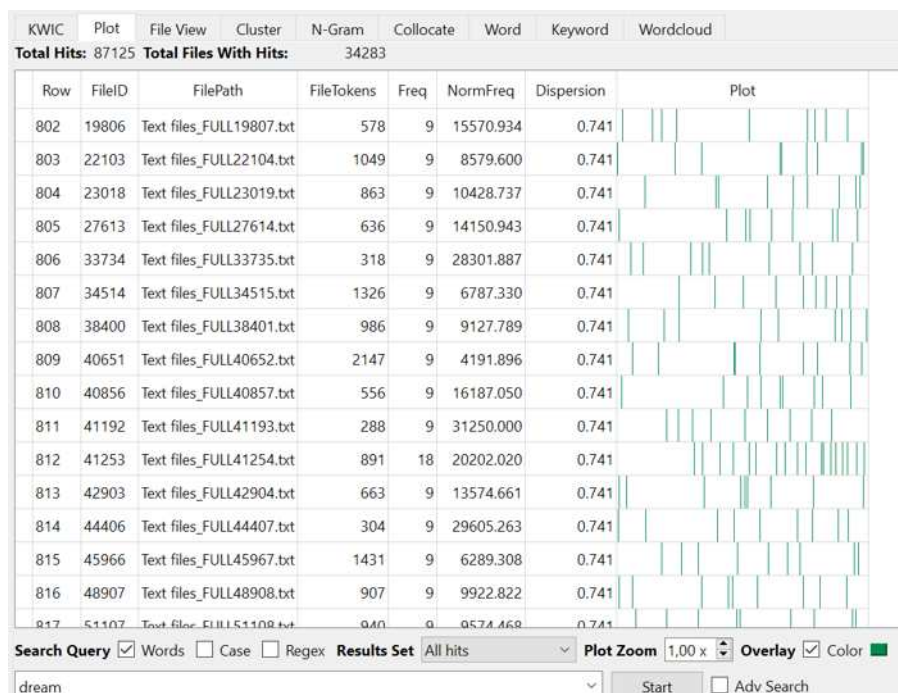 KWIC Plot File View Cluster N-Gram Collocate Word Keyword Wordcloud
Total Hits: 87125 Total Files With Hits: 34283
Row FileID FilePath FileTokens Freq NormFreq Dispersion Plot
802 19806 Text files_FULL19807.txt 578 9 15570.934 0.741
803 22103 Text files_FULL22104.txt 1049 9 8579.600 0.741
804 23018 Text files_FULL23019.txt 863 9 10428.737 0.741
805 27613 Text files_FULL27614.txt 636 9 14150.943 0.741
806 33734 Text files_FULL33735.txt 318 9 28301.887 0.741
807 34514 Text files_FULL34515.txt 1326 9 6787.330 0.741
808 38400 Text files_FULL38401.txt 986 9 9127.789 0.741
809 40651 Text files_FULL40652.txt 2147 9 4191.896 0.741
810 40856 Text files_FULL40857.txt 556 9 16187.050 0.741
811 41192 Text files_FULL41193.txt 288 9 31250.000 0.741
812 41253 Text files_FULL41254.txt 891 18 20202.020 0.741
813 42903 Text files_FULL42904.txt 663 9 13574.661 0.741
814 44406 Text files_FULL44407.txt 304 9 29605.263 0.741
815 45966 Text files_FULL45967.txt 1431 9 6289.308 0.741
816 48907 Text files_FULL48908.txt 907 9 9922.822 0.741
817 51107 Text files_FULL51108.txt 940 9 9574.468 0.741
Search Query Words Case Regex Results Set All hits Plot Zoom 1,00 x Overlay Color
dream Start Adv Search